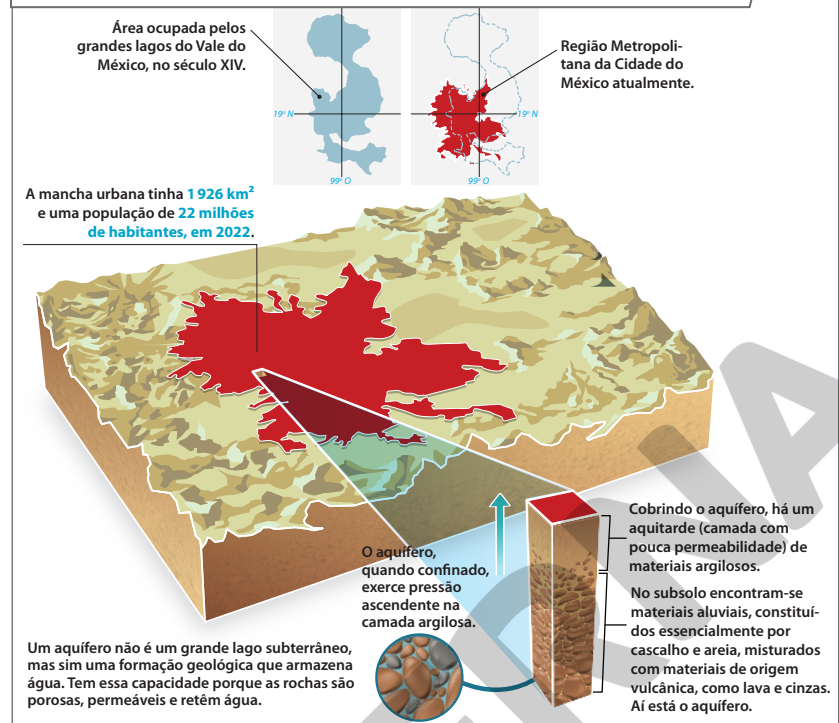 Área ocupada pelos
grandes lagos do Vale do
México, no século XIV.
Região Metropoli-
tana da Cidade do
México atualmente.
19º N
99º O
19º N
99º O
A mancha urbana tinha 1 926 km²
e uma população de 22 milhões
de habitantes, em 2022.
O aquífero,
quando confinado,
exerce pressão
ascendente na
camada argilosa.
Cobrindo o aquífero, há um
aquitarde (camada com
pouca permeabilidade) de
materiais argilosos.
No subsolo encontram-se
materiais aluviais, constituí-
dos essencialmente por
cascalho e areia, misturados
com materiais de origem
vulcânica, como lava e cinzas.
Aí está o aquífero.
Um aquífero não é um grande lago subterrâneo,
mas sim uma formação geológica que armazena
água. Tem essa capacidade porque as rochas são
porosas, permeáveis e retêm água.